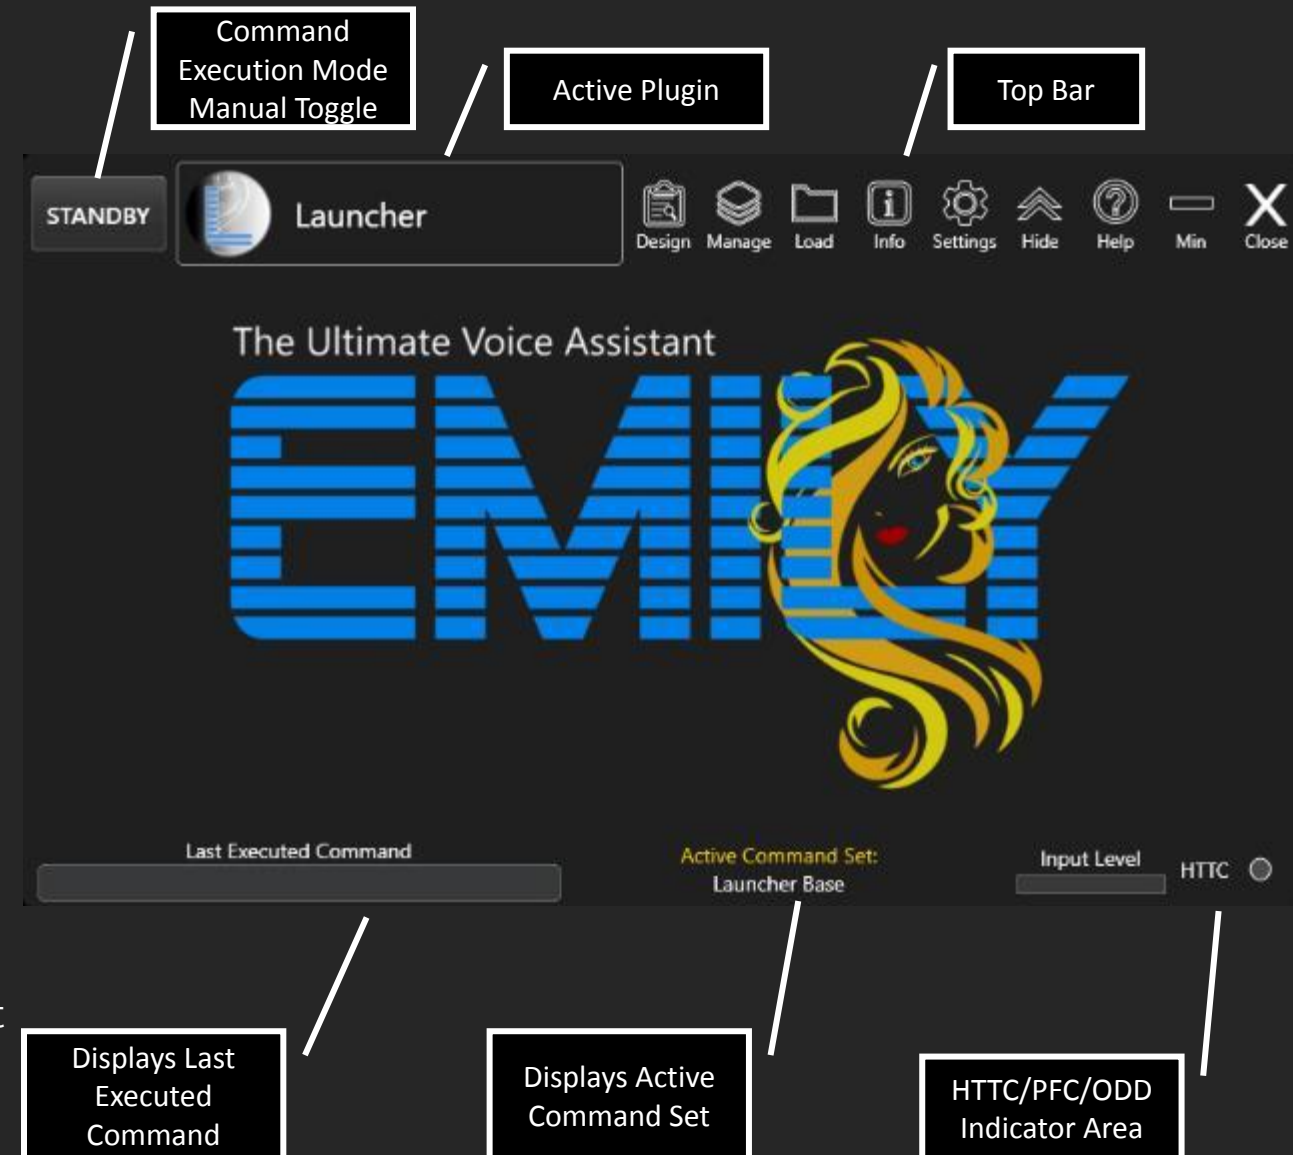 Command
Execution Mode
Manual Toggle
Active Plugin
Top Bar
STANDBY
L
Launcher
Design
Manage
Load
i
Info
Settings
Hide
?
Help
Min
X
Close
The Ultimate Voice Assistant
EMILY
Last Executed Command
Active Command Set:
Launcher Base
Input Level
HTTC
t
Displays Last
Executed
Command
Displays Active
Command Set
HTTC/PFC/ODD
Indicator Area